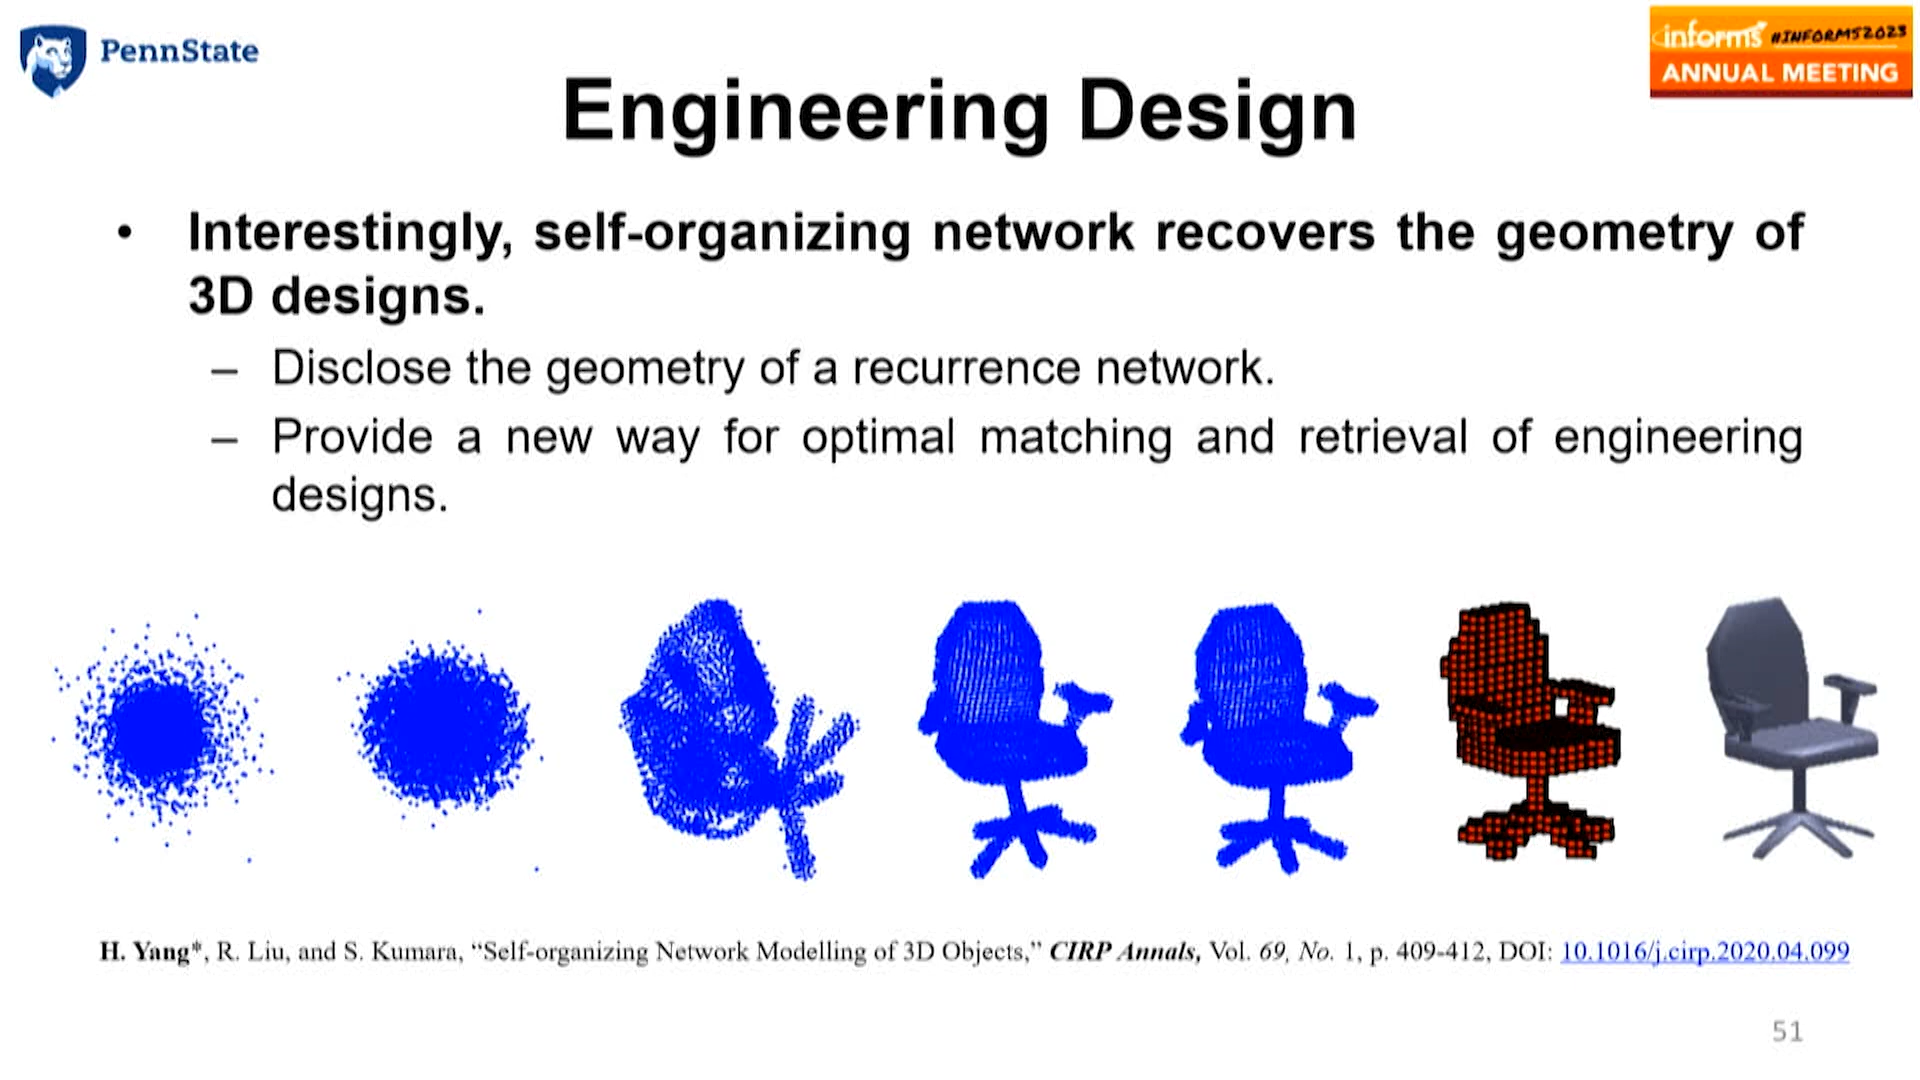 PennState
informs #INFORMS2023
ANNUAL MEETING
Engineering Design
• Interestingly, self-organizing network recovers the geometry of
3D designs.
– Disclose the geometry of a recurrence network.
– Provide a new way for optimal matching and retrieval of engineering
designs.
H. Yang*, R. Liu, and S. Kumara, “Self-organizing Network Modelling of 3D Objects,” CIRP Annals, Vol. 69, No. 1, p. 409-412, DOI: 10.1016/j.cirp.2020.04.099
51